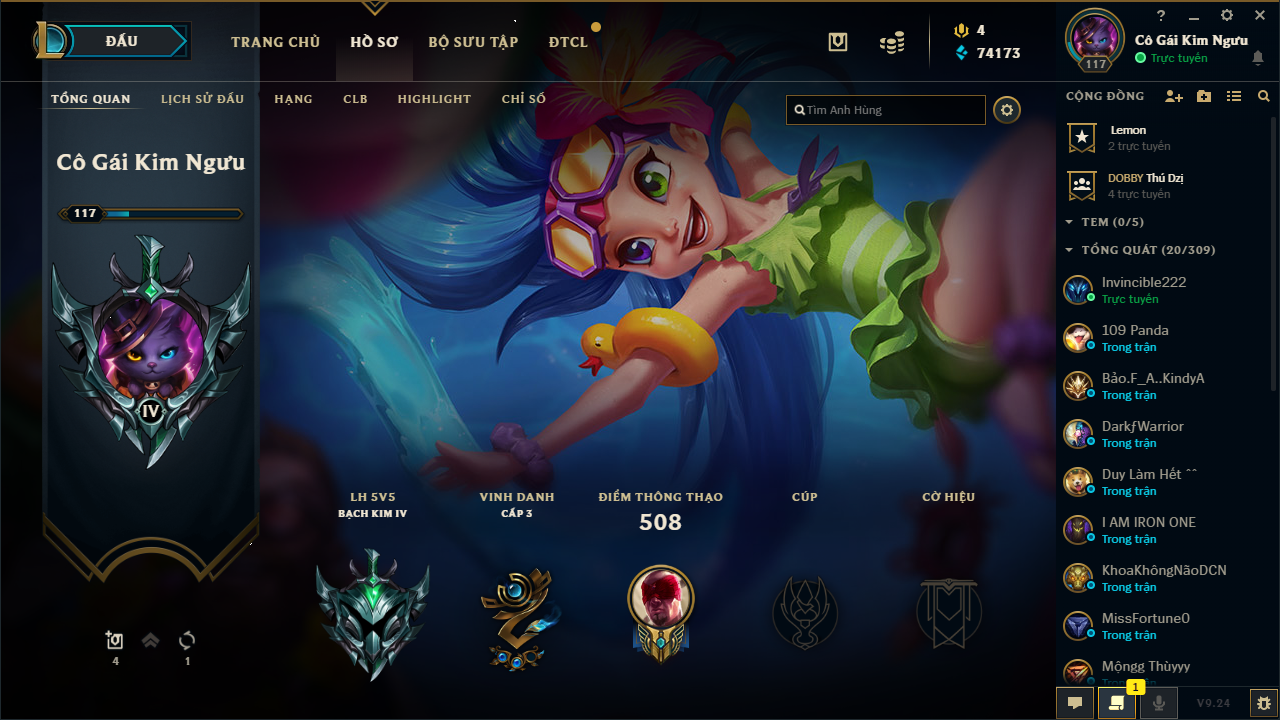 ĐẤU
TRANG CHỦ
HỒ SƠ
BỘ SƯU TẬP
ĐTCL
4
74173
?
Cô Gái Kim Ngưu
Trực tuyến
117
TỔNG QUAN
LỊCH SỬ ĐẤU
HẠNG
CLB
HIGHLIGHT
CHỈ SỐ
Tìm Anh Hùng
Cô Gái Kim Ngưu
117
IV
LH 5V5
BẠCH KIM IV
VINH DANH
CẤP 3
ĐIỂM THÔNG THẠO
508
CÚP
CỜ HIỆU
4
1
CỘNG ĐỒNG
Lemon
2 trực tuyến
DOBBY Thú Dzị
4 trực tuyến
TEM (0/5)
TỔNG QUÁT (20/309)
Invincible222
Trực tuyến
109 Panda
Trong trận
Bảo.F_A..KindyA
Trong trận
DarkƒWarrior
Trong trận
Duy Làm Hết ^^
Trong trận
I AM IRON ONE
Trong trận
KhoaKhôngNãoDCN
Trong trận
MissFortune0
Trong trận
Mộngg Thùyyy
Trong trận
1
V9.24